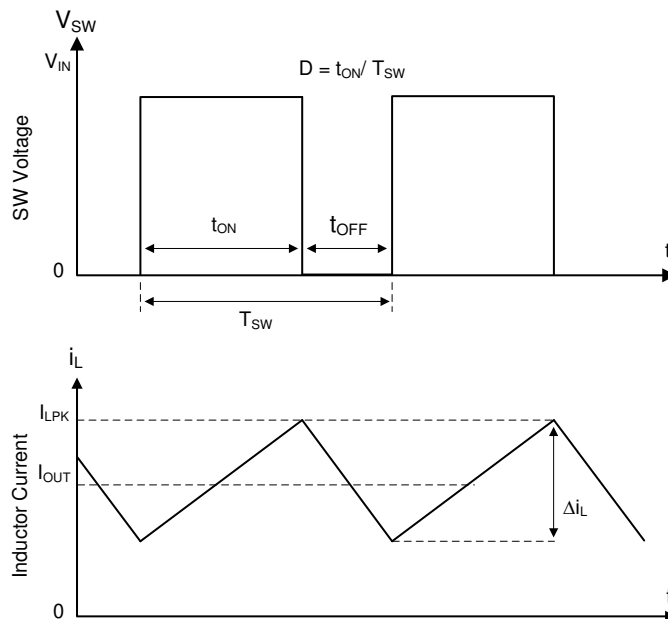 V_SW
V_IN
D = t_ON/ T_SW
SW Voltage
t_ON
t_OFF
0
t
T_SW
i_L
I_LPK
I_OUT
Δi_L
Inductor Current
0
t